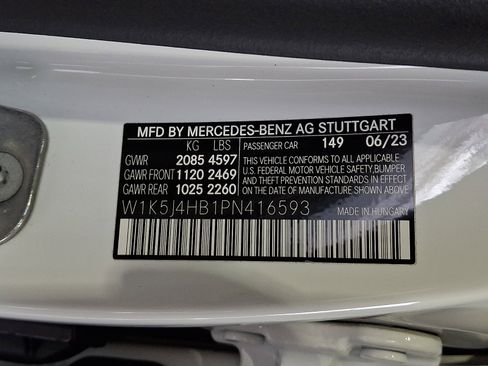 MFD BY MERCEDES-BENZ AG STUTTGART
KG LBS PASSENGER CAR 149 06/23
GVWR 2085 4597
GAWR FRONT 1120 2469
GAWR REAR 1025 2260
THIS VEHICLE CONFORMS TO ALL APPLICABLE
U.S. FEDERAL MOTOR VEHICLE SAFETY BUMPER,
AND THEFT PREVENTION STANDARDS IN EFFECT
ON THE DATE OF MANUFACTURE SHOWN ABOVE.
W1K5J4HB1PN416593 MADE IN HUNGARY